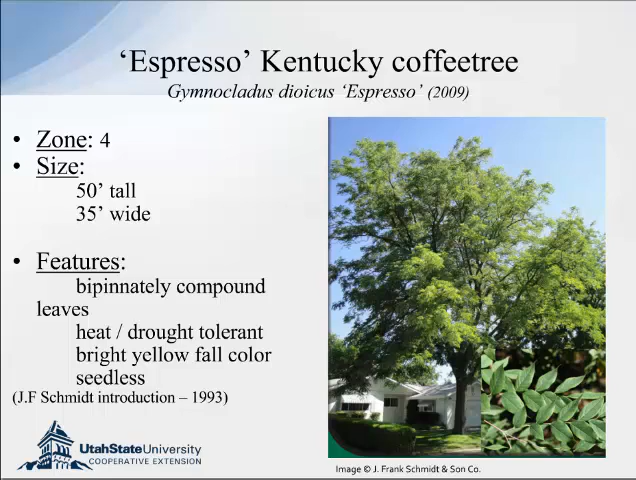 ‘Espresso’ Kentucky coffeetree
Gymnocladus dioicus ‘Espresso’ (2009)
• Zone: 4
• Size:
50’ tall
35’ wide
• Features:
bipinnately compound
leaves
heat / drought tolerant
bright yellow fall color
seedless
(J.F Schmidt introduction – 1993)
UtahStateUniversity
COOPERATIVE EXTENSION
Image © J. Frank Schmidt & Son Co.